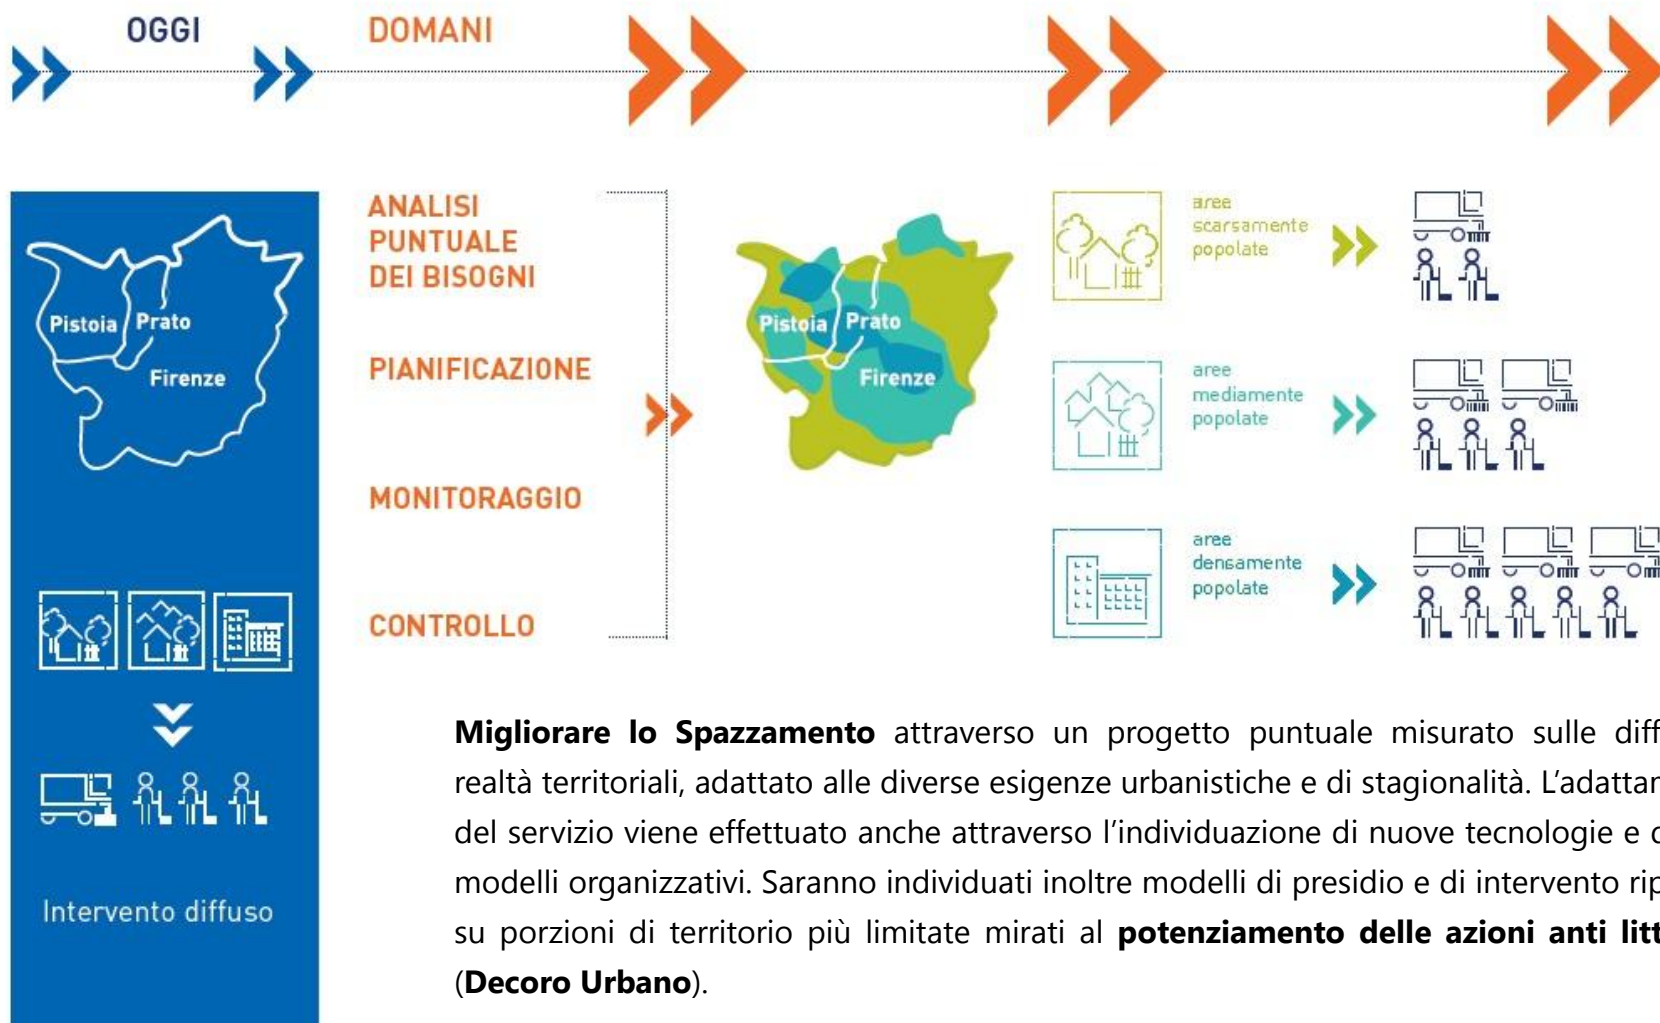 OGGI
DOMANI
Pistoia
Prato
Firenze
Intervento diffuso
ANALISI
PUNTUALE
DEI BISOGNI
PIANIFICAZIONE
MONITORAGGIO
CONTROLLO
Pistoia
Prato
Firenze
aree
scarsamente
popolate
aree
mediamente
popolate
aree
densamente
popolate
Migliorare lo Spazzamento attraverso un progetto puntuale misurato sulle
realtà territoriali, adattato alle diverse esigenze urbanistiche e di stagionalità.
del servizio viene effettuato anche attraverso l'individuazione di nuove tecnologie e
modelli organizzativi. Saranno individuati inoltre modelli di presidio e di intervento
su porzioni di territorio più limitate mirati al potenziamento delle azioni anti
(Decoro Urbano).